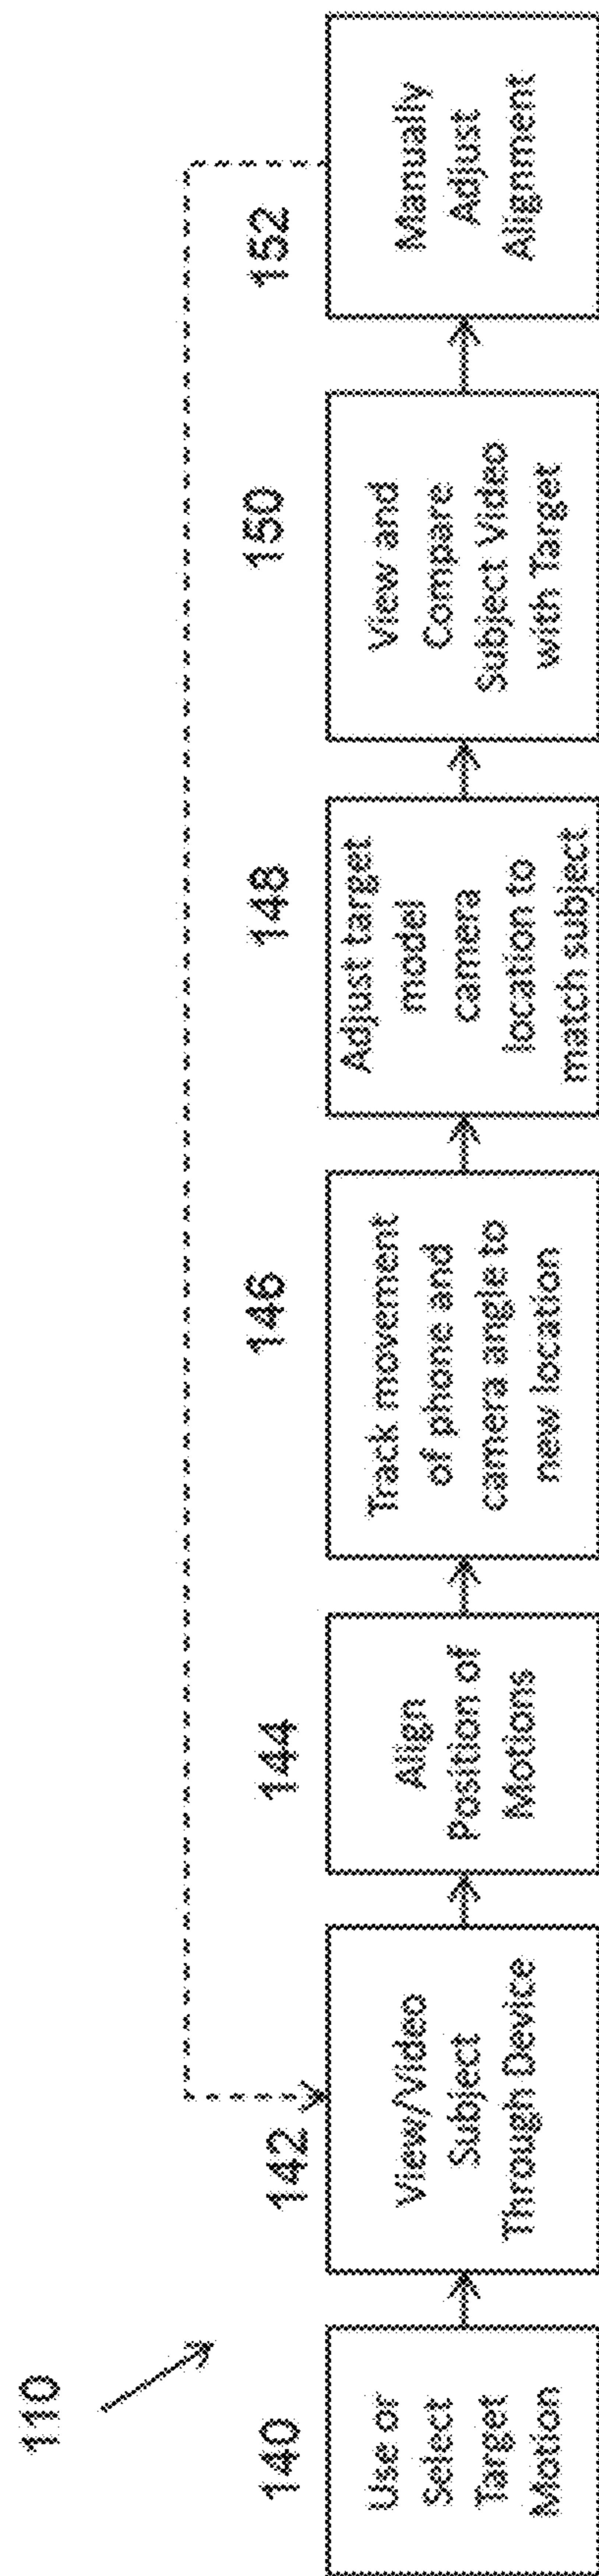 110
140
Use or
Select
Target
Motion
142
View/Video
Subject
Through Device
144
Align
Position of
Motions
146
Track movement
of phone and
camera angle to
new location
148
Adjust target
model
camera
location to
match subject
150
View and
Compare
Subject Video
with Target
152
Manually
Adjust
Alignment